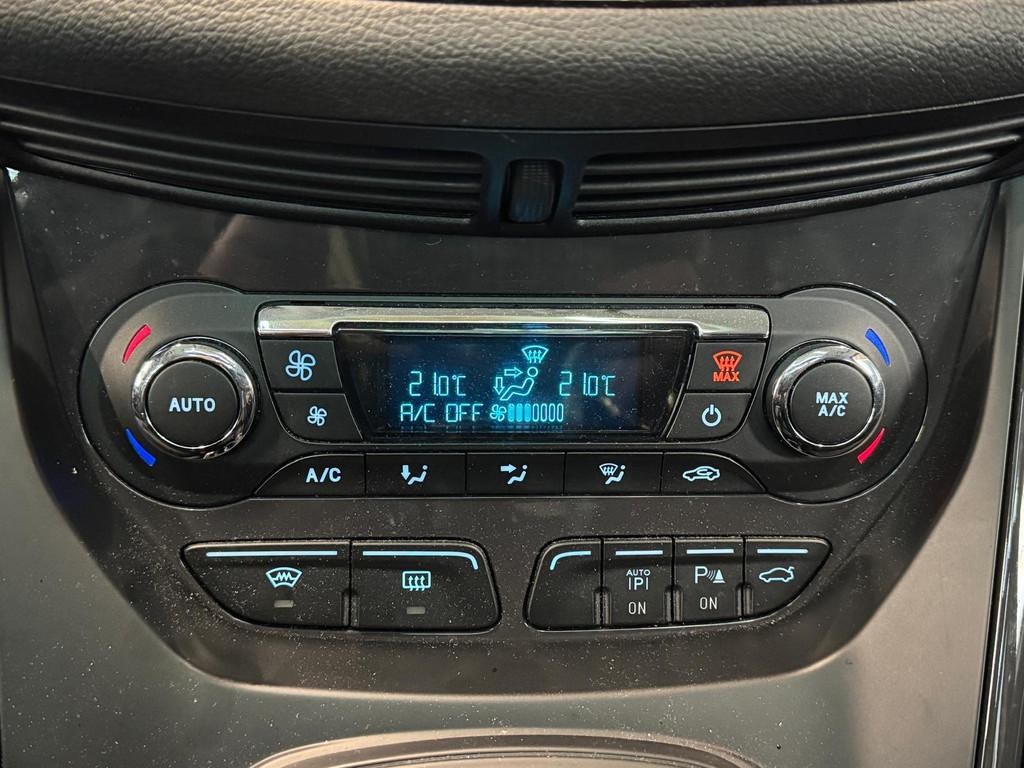 MAX
AUTO
21.0°C 21.0°C
A/C OFF
MAX
A/C
A/C
AUTO
|P|
ON
P
ON